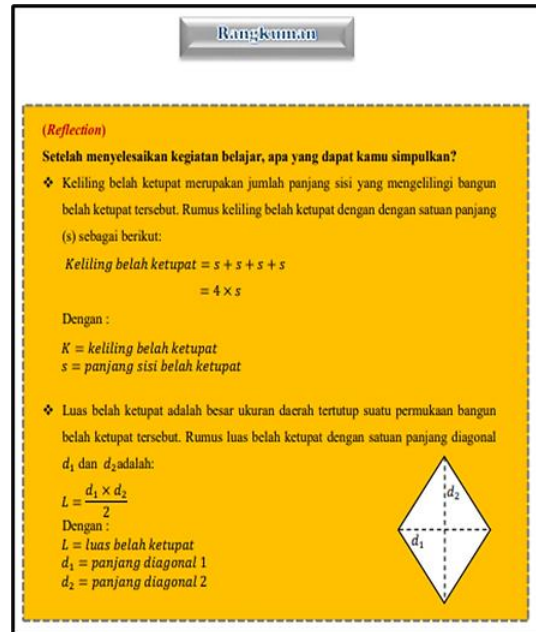 Rangkuman
(Reflection)
Setelah menyelesaikan kegiatan belajar, apa yang dapat kamu simpulkan?
❖ Keliling belah ketupat merupakan jumlah panjang sisi yang mengelilingi bangun
belah ketupat tersebut. Rumus keliling belah ketupat dengan dengan satuan panjang
(s) sebagai berikut:
Keliling belah ketupat = s + s + s + s
= 4 × s
Dengan :
K = keliling belah ketupat
s = panjang sisi belah ketupat
❖ Luas belah ketupat adalah besar ukuran daerah tertutup suatu permukaan bangun
belah ketupat tersebut. Rumus luas belah ketupat dengan satuan panjang diagonal
d₁ dan d₂adalah:
L = d₁ × d₂ / 2
Dengan :
L = luas belah ketupat
d₁ = panjang diagonal 1
d₂ = panjang diagonal 2
d₂
d₁